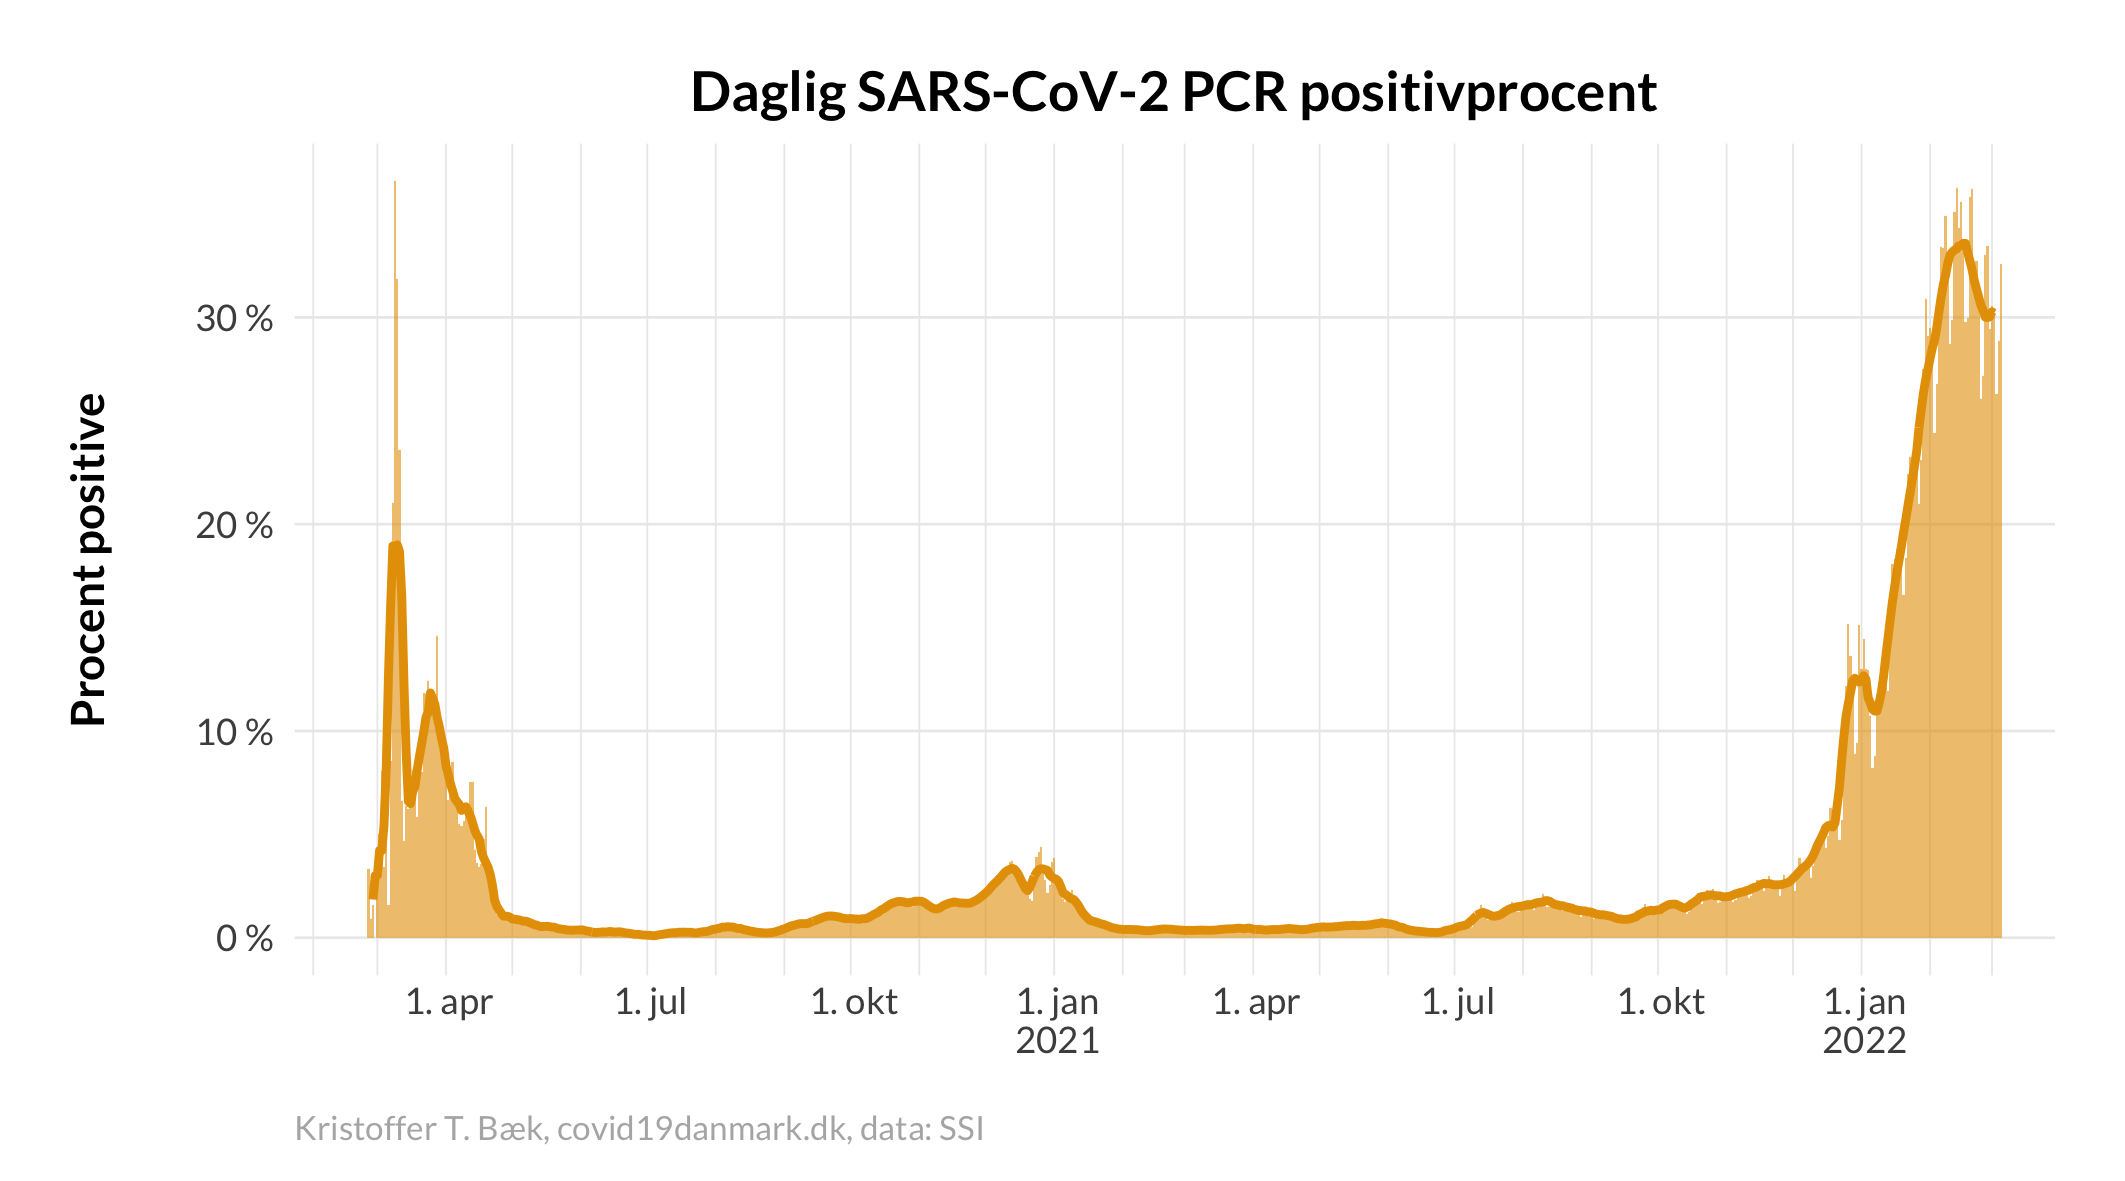 Daglig SARS-CoV-2 PCR positivprocent
Procent positive
30 %
20 %
10 %
0 %
1. apr 1. jul 1. okt 1. jan 1. apr 1. jul 1. okt 1. jan
2021 2022
Kristoffer T. Bæk, covid19danmark.dk, data: SSI